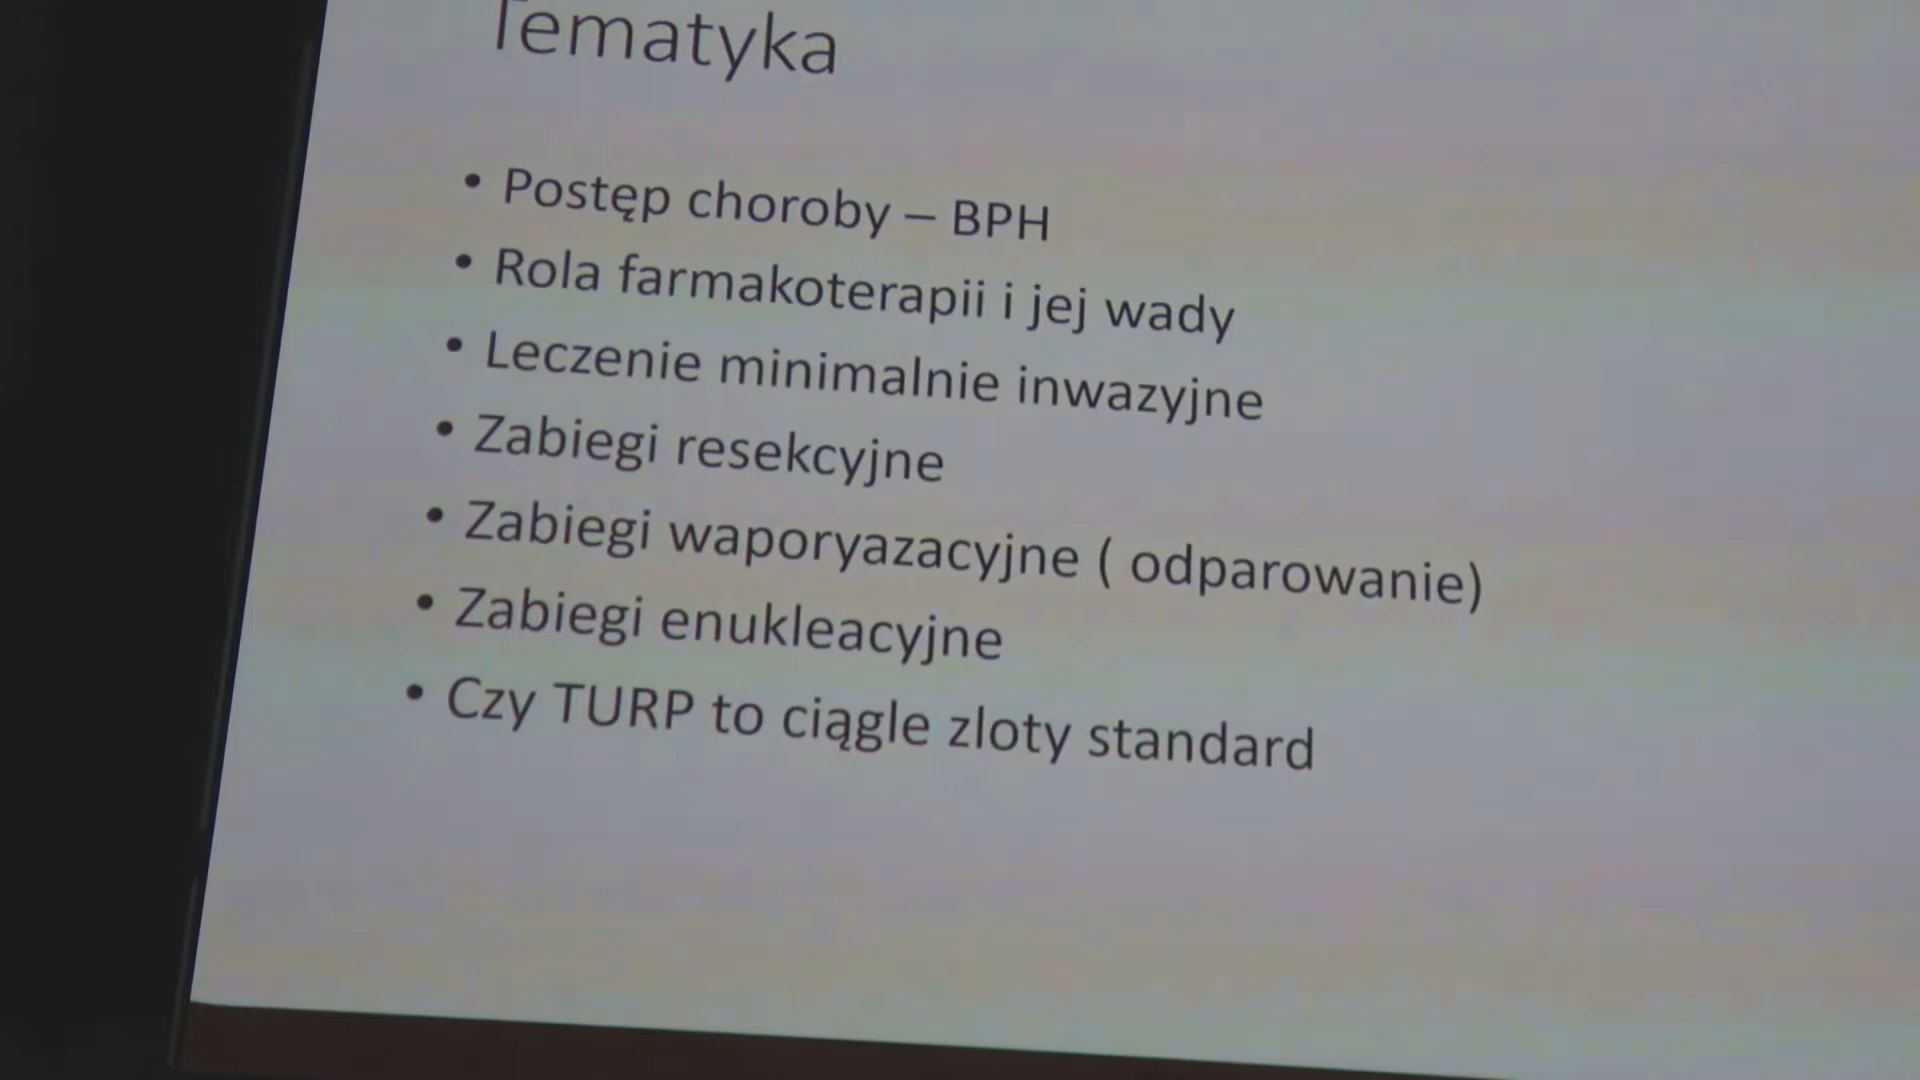 Tematyka
• Postęp choroby – BPH
• Rola farmakoterapii i jej wady
• Leczenie minimalnie inwazyjne
• Zabiegi resekcyjne
• Zabiegi waporyazacyjne ( odparowanie)
• Zabiegi enukleacyjne
• Czy TURP to ciągle zloty standard